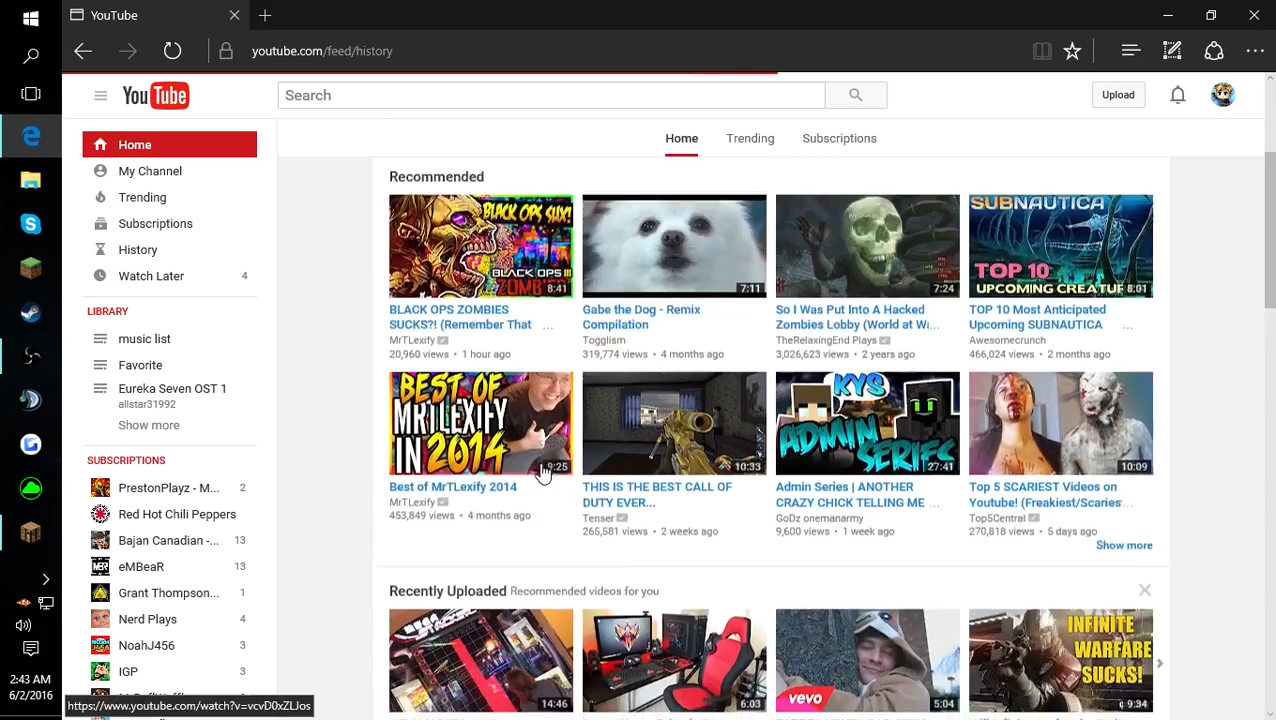 YouTube
youtube.com/feed/history
YouTube
Search
Upload
Home
Trending
Subscriptions
Home
My Channel
Trending
Subscriptions
History
Watch Later 4
LIBRARY
music list
Favorite
Eureka Seven OST 1
allstar31992
Show more
SUBSCRIPTIONS
PrestonPlayz - M... 2
Red Hot Chili Peppers
Bajan Canadian -... 13
eMBeaR 13
Grant Thompson... 1
Nerd Plays 4
NoahJ456 3
IGP 3
https://www.youtube.com/watch?v=vcvD0xZLJos
2:43 AM
6/2/2016
Recommended
BLACK OPS SUX!
BLACK OPS III
ZOMBIES
8:41
BLACK OPS ZOMBIES
SUCKS?! (Remember That ...
MrTLexify
20,960 views • 1 hour ago
7:11
Gabe the Dog - Remix
Compilation
Togglism
319,774 views • 4 months ago
7:24
So I Was Put Into A Hacked
Zombies Lobby (World at Wa...
TheRelaxingEnd Plays
3,026,623 views • 2 years ago
SUBNAUTICA
TOP 10
UPCOMING CREATUR
8:01
TOP 10 Most Anticipated
Upcoming SUBNAUTICA ...
Awesomecrunch
466,024 views • 2 months ago
BEST OF
MRTLEXIFY
IN 2014
:25
Best of MrTLexify 2014
MrTLexify
453,849 views • 4 months ago
10:33
THIS IS THE BEST CALL OF
DUTY EVER...
Tenser
265,581 views • 2 weeks ago
KYS
ADMIN
SERIES
27:41
Admin Series | ANOTHER
CRAZY CHICK TELLING ME ...
GoDz onemanarmy
9,600 views • 1 week ago
10:09
Top 5 SCARIEST Videos on
Youtube! (Freakiest/Scaries...
Top5Central
270,818 views • 5 days ago
Show more
Recently Uploaded Recommended videos for you
14:46
6:03
vevo
5:04
INFINITE
WARFARE
SUCKS!
9:34